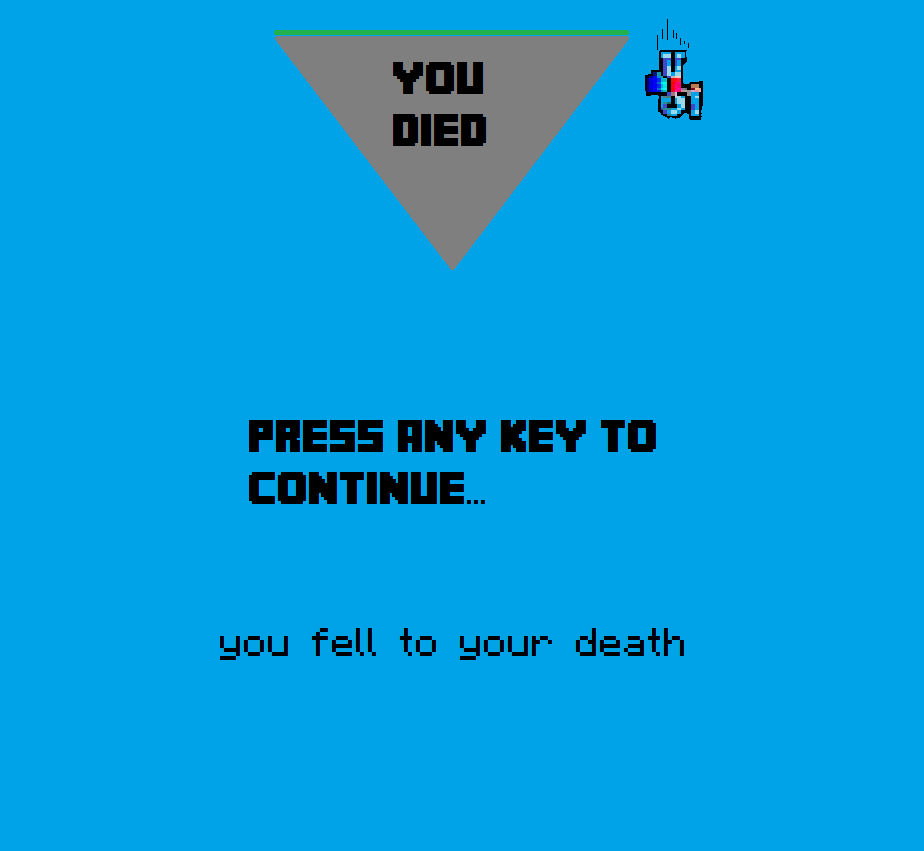 YOU
DIED
PRESS ANY KEY TO
CONTINUE...
you fell to your death